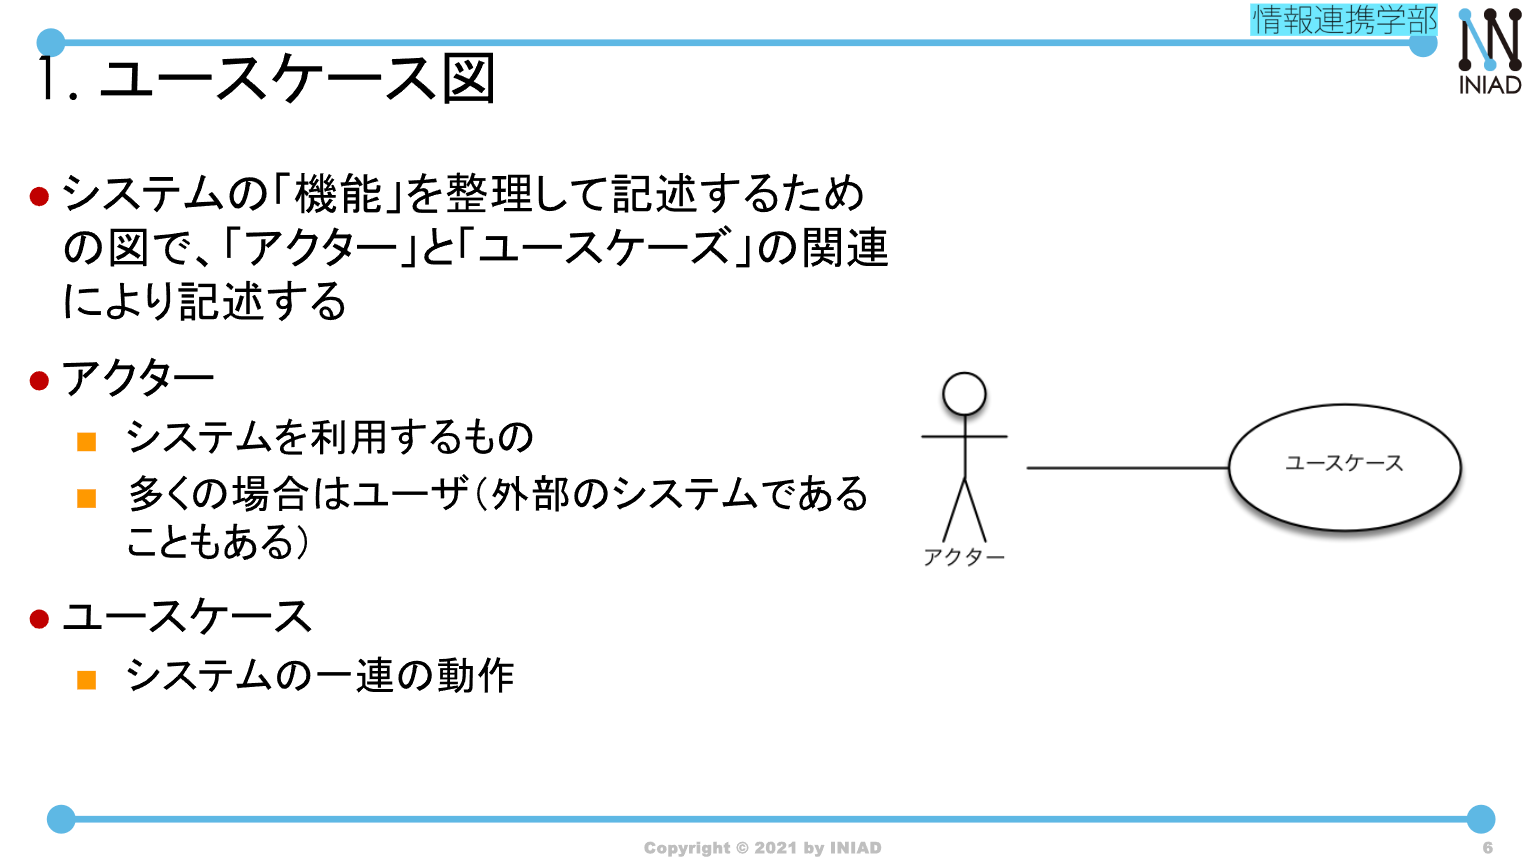 情報連携学部
INIAD
1. ユースケース図
● システムの「機能」を整理して記述するため
の図で、「アクター」と「ユースケーズ」の関連
により記述する
● アクター
■ システムを利用するもの
■ 多くの場合はユーザ（外部のシステムである
こともある）
● ユースケース
■ システムの一連の動作
ユースケース
アクター
Copyright © 2021 by INIAD
6